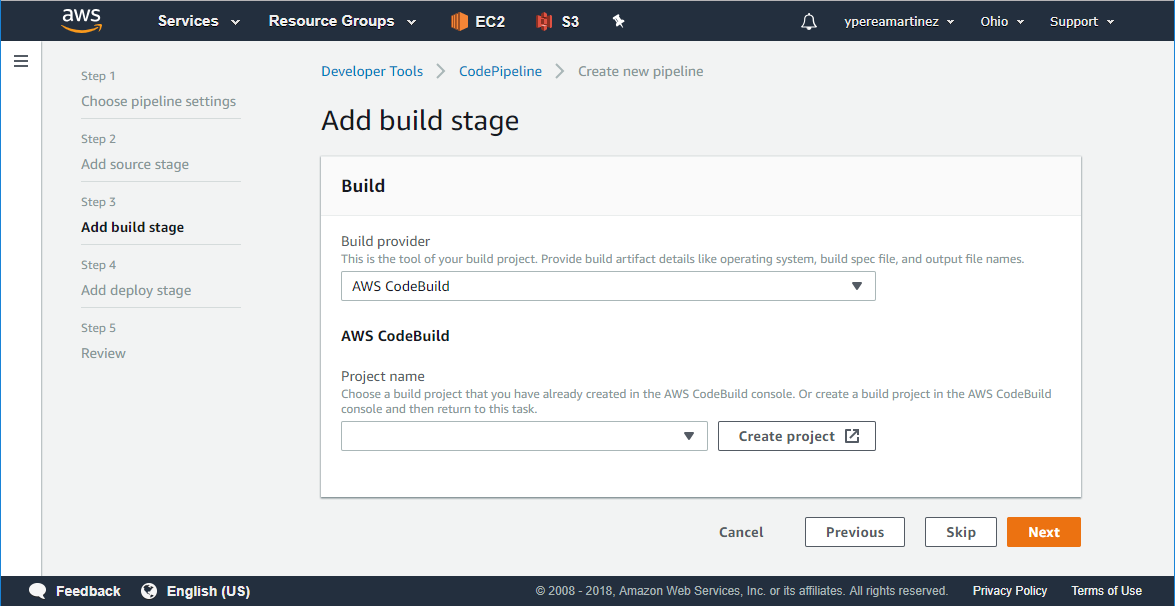 aws Services Resource Groups EC2 S3 ypereamartinez Ohio Support
Step 1
Choose pipeline settings
Step 2
Add source stage
Step 3
Add build stage
Step 4
Add deploy stage
Step 5
Review
Developer Tools CodePipeline Create new pipeline
Add build stage
Build
Build provider
This is the tool of your build project. Provide build artifact details like operating system, build spec file, and output file names.
AWS CodeBuild
AWS CodeBuild
Project name
Choose a build project that you have already created in the AWS CodeBuild console. Or create a build project in the AWS CodeBuild
console and then return to this task.
Create project
Cancel Previous Skip Next
Feedback English (US) © 2008 - 2018, Amazon Web Services, Inc. or its affiliates. All rights reserved. Privacy Policy Terms of Use